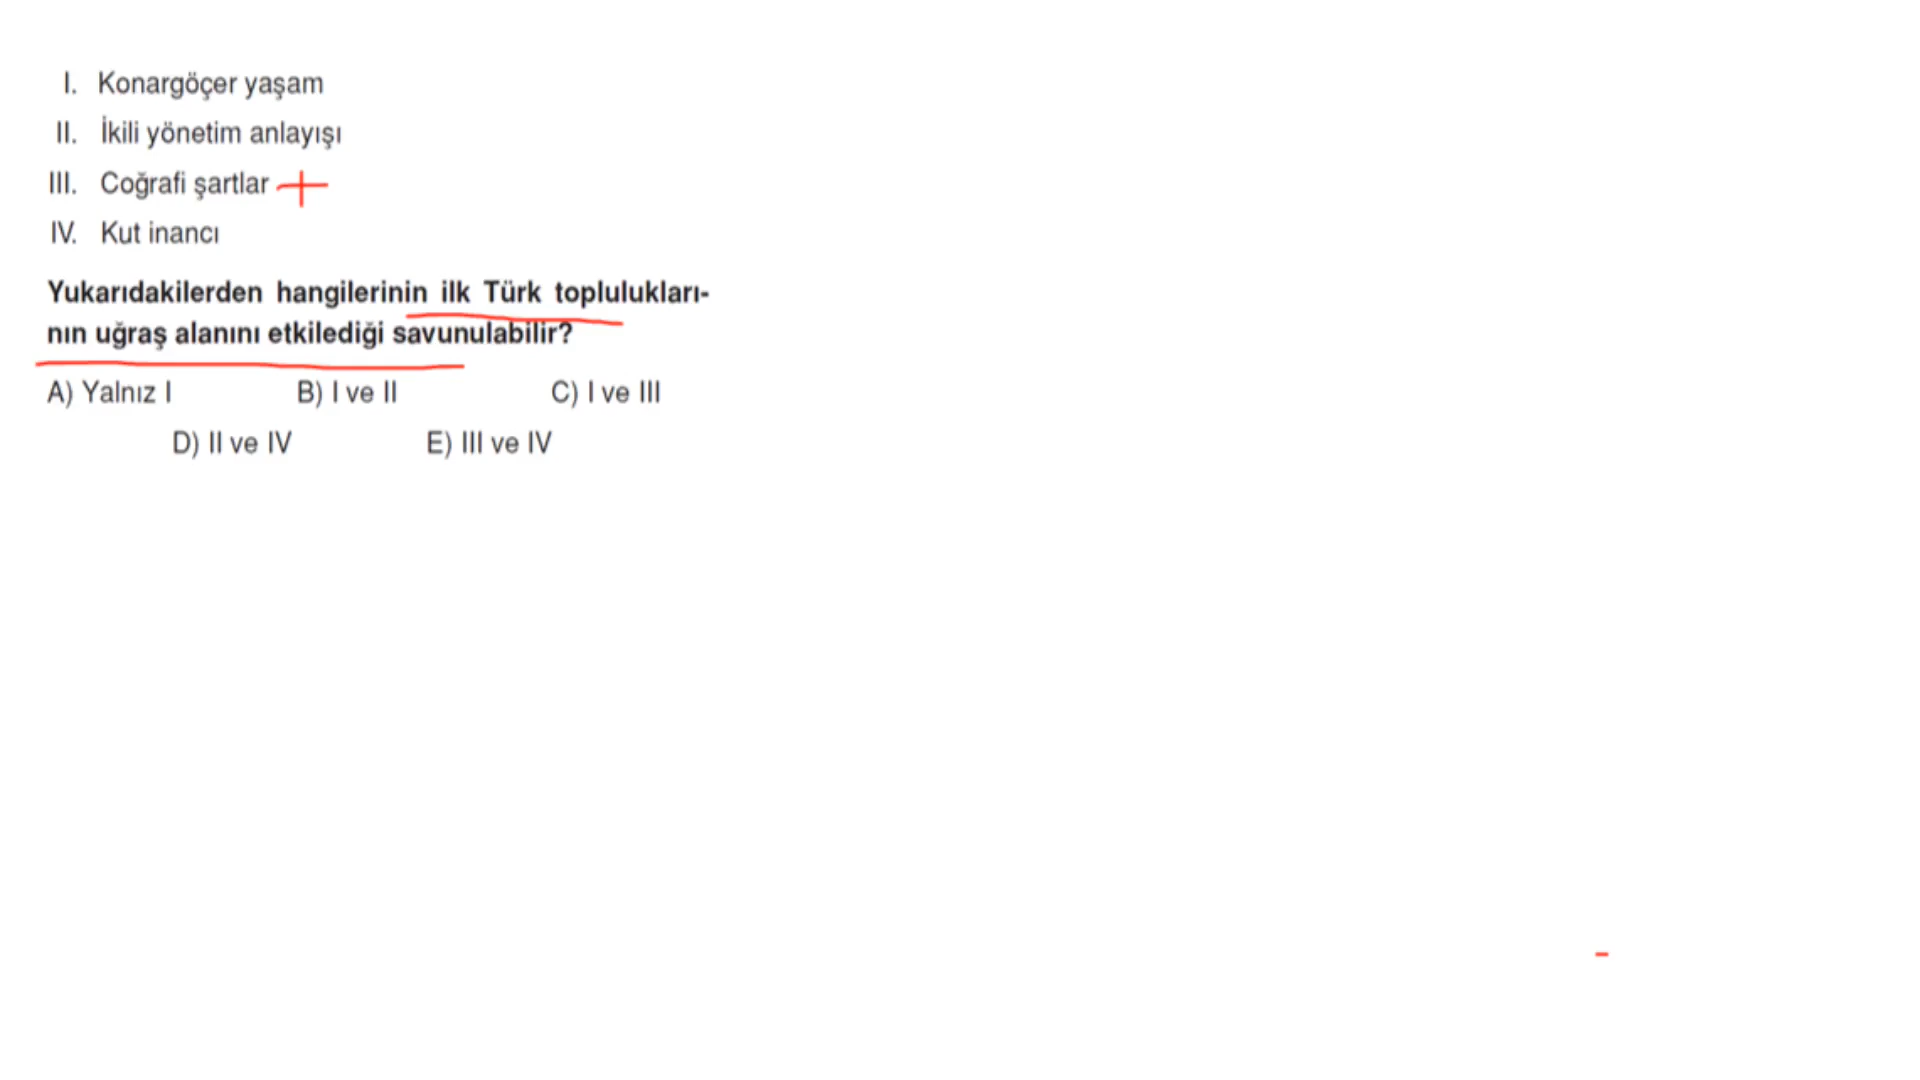 I. Konargöçer yaşam
II. İkili yönetim anlayışı
III. Coğrafi şartlar
IV. Kut inancı
Yukarıdakilerden hangilerinin ilk Türk toplulukları-
nın uğraş alanını etkilediği savunulabilir?
A) Yalnız I B) I ve II C) I ve III
D) II ve IV E) III ve IV